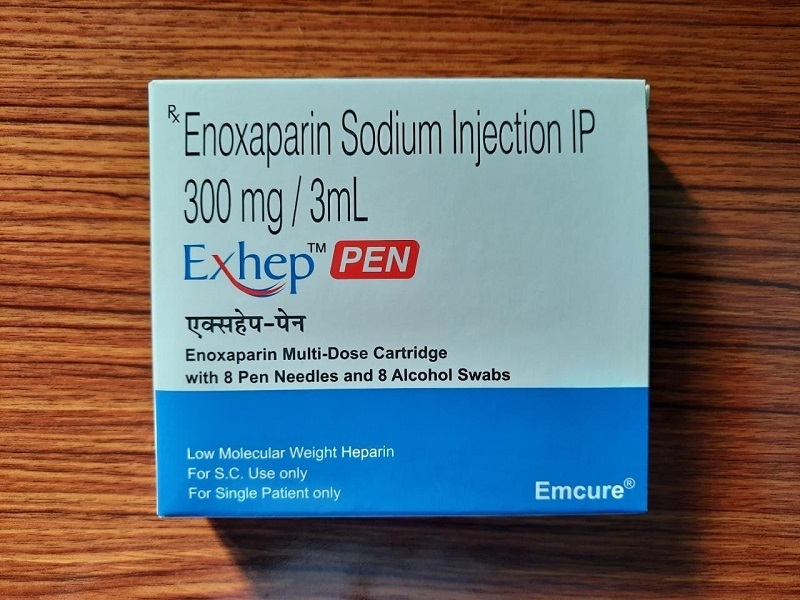 Rx Enoxaparin Sodium Injection IP
300 mg / 3mL
Exhep™ PEN
एक्सहेप-पेन
Enoxaparin Multi-Dose Cartridge
with 8 Pen Needles and 8 Alcohol Swabs
Low Molecular Weight Heparin
For S.C. Use only
For Single Patient only
Emcure®